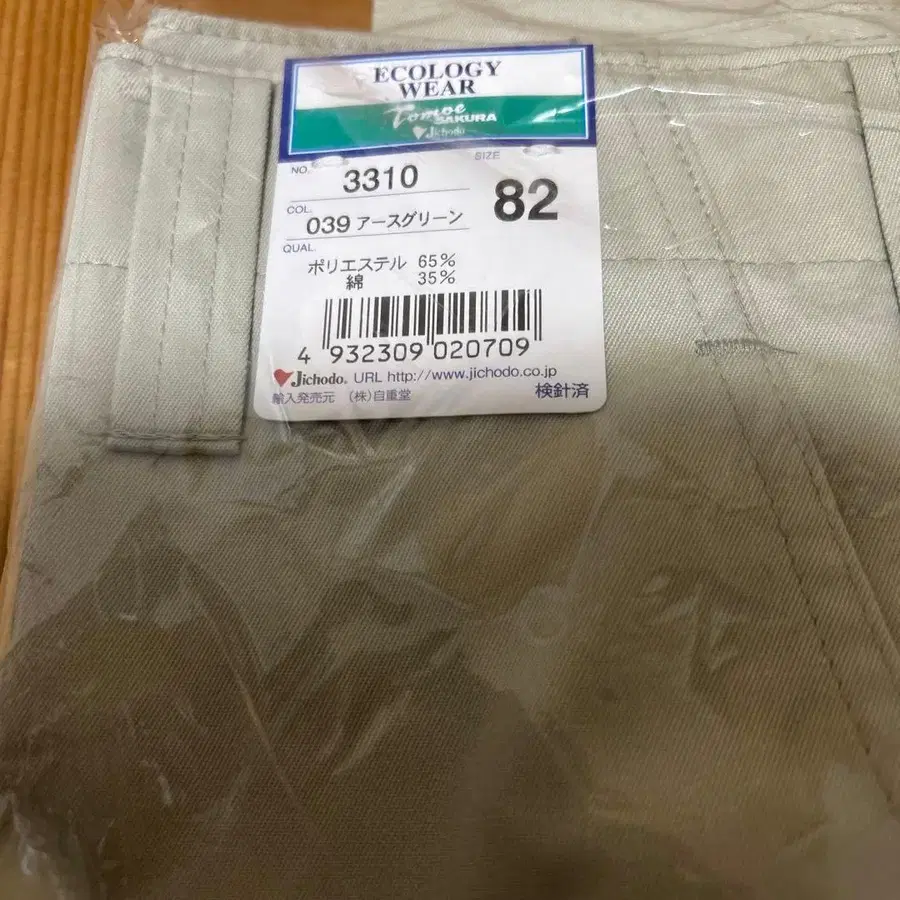 ECOLOGY
WEAR
Tomoe
SAKURA
Jichodo
NO. 3310
SIZE 82
COL. 039 アースグリーン
QUAL.
ポリエステル 65%
綿 35%
4 932309 020709
Jichodo® URL http://www.jichodo.co.jp
輸入発売元 (株)自重堂 検針済